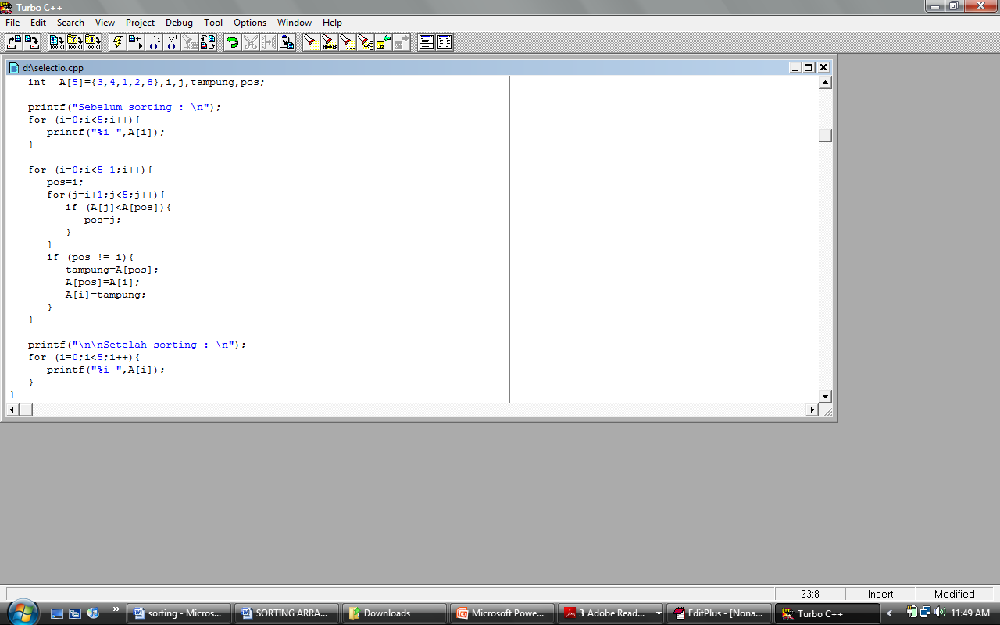 Turbo C++
File Edit Search View Project Debug Tool Options Window Help
d:\selectio.cpp
int  A[5]={3,4,1,2,8},i,j,tampung,pos;
printf("Sebelum sorting : \n");
for (i=0;i<5;i++){
   printf("%i ",A[i]);
}
for (i=0;i<5-1;i++){
   pos=i;
   for(j=i+1;j<5;j++){
      if (A[j]<A[pos]){
         pos=j;
      }
   }
   if (pos != i){
      tampung=A[pos];
      A[pos]=A[i];
      A[i]=tampung;
   }
}
printf("\n\nSetelah sorting : \n");
for (i=0;i<5;i++){
   printf("%i ",A[i]);
}
}
23:8 Insert Modified
sorting - Micros... SORTING ARRA... Downloads Microsoft Powe... 3 Adobe Read... EditPlus - [Nona... Turbo C++ 11:49 AM